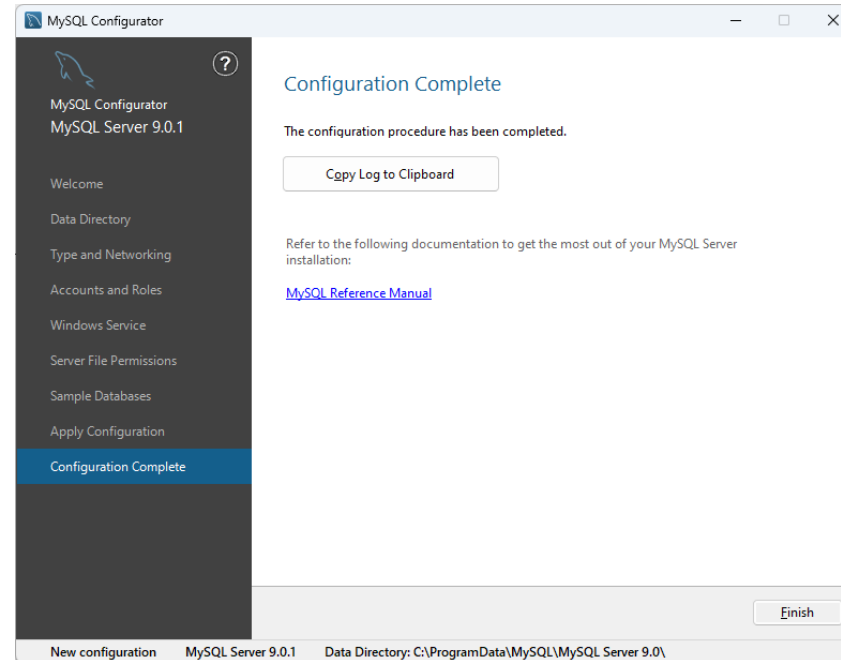 MySQL Configurator
?
MySQL Configurator
MySQL Server 9.0.1
Welcome
Data Directory
Type and Networking
Accounts and Roles
Windows Service
Server File Permissions
Sample Databases
Apply Configuration
Configuration Complete
Configuration Complete
The configuration procedure has been completed.
Copy Log to Clipboard
Refer to the following documentation to get the most out of your MySQL Server
installation:
MySQL Reference Manual
Finish
New configuration MySQL Server 9.0.1 Data Directory: C:\ProgramData\MySQL\MySQL Server 9.0\